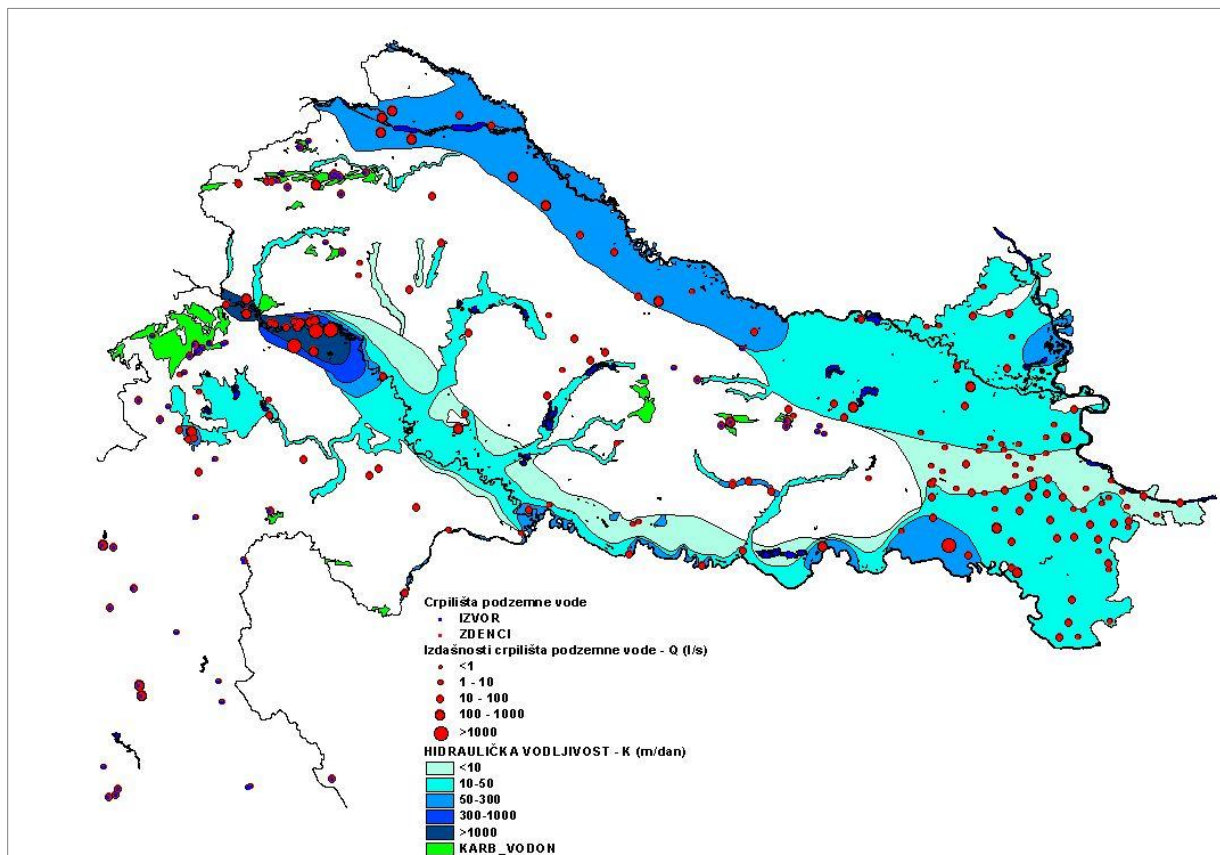 Crpilišta podzemne vode
IZVOR
ZDENCI
Izdašnosti crpilišta podzemne vode - Q (l/s)
<1
1 - 10
10 - 100
100 - 1000
>1000
HIDRAULIČKA VODLJIVOST - K (m/dan)
<10
10-50
50-300
300-1000
>1000
KARB_VODON